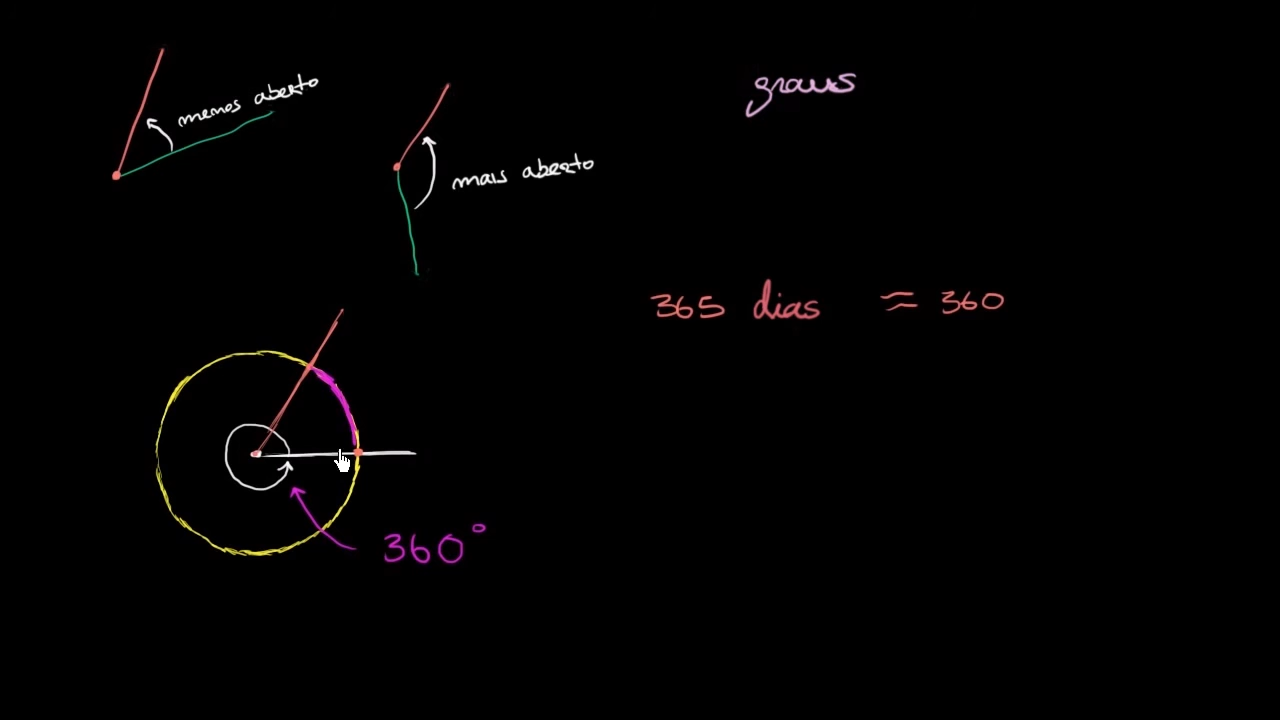 menos aberto
graus
mais aberto
365 dias ≈ 360
360°